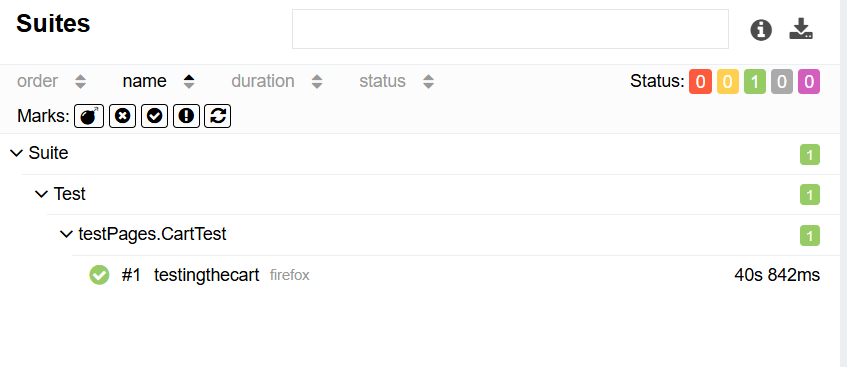 Suites
order name duration status Status: 0 0 1 0 0
Marks:
Suite 1
Test 1
testPages.CartTest 1
#1 testingthecart firefox 40s 842ms